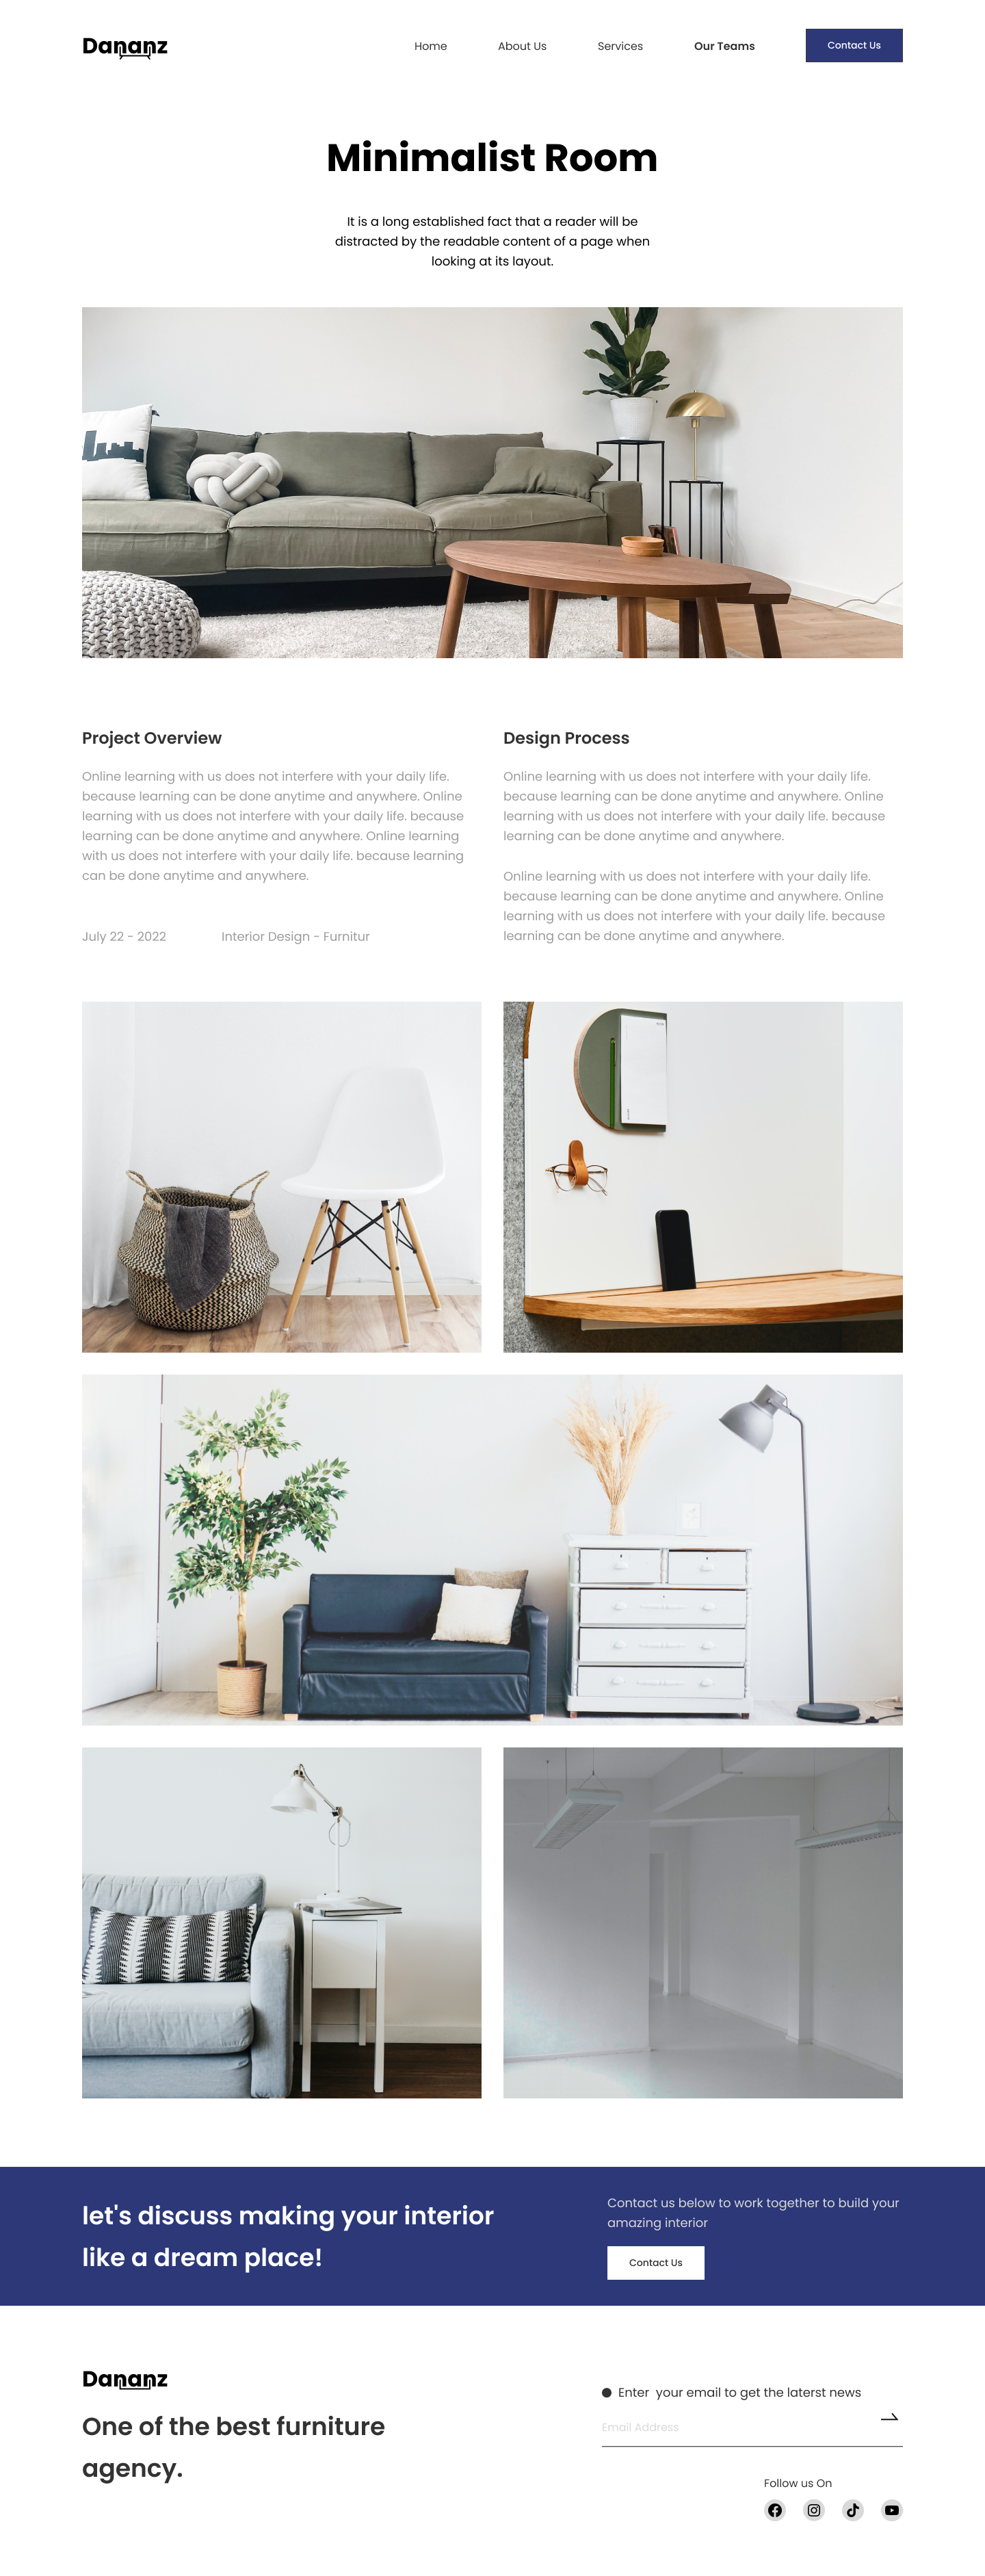 Dananz
Home
About Us
Services
Our Teams
Contact Us
Minimalist Room
It is a long established fact that a reader will be
distracted by the readable content of a page when
looking at its layout.
Project Overview
Online learning with us does not interfere with your daily life.
because learning can be done anytime and anywhere. Online
learning with us does not interfere with your daily life. because
learning can be done anytime and anywhere. Online learning
with us does not interfere with your daily life. because learning
can be done anytime and anywhere.
July 22 - 2022
Interior Design - Furnitur
Design Process
Online learning with us does not interfere with your daily life.
because learning can be done anytime and anywhere. Online
learning with us does not interfere with your daily life. because
learning can be done anytime and anywhere.
Online learning with us does not interfere with your daily life.
because learning can be done anytime and anywhere. Online
learning with us does not interfere with your daily life. because
learning can be done anytime and anywhere.
let's discuss making your interior
like a dream place!
Contact us below to work together to build your
amazing interior
Contact Us
Dananz
One of the best furniture
agency.
Enter  your email to get the laterst news
Email Address
Follow us On